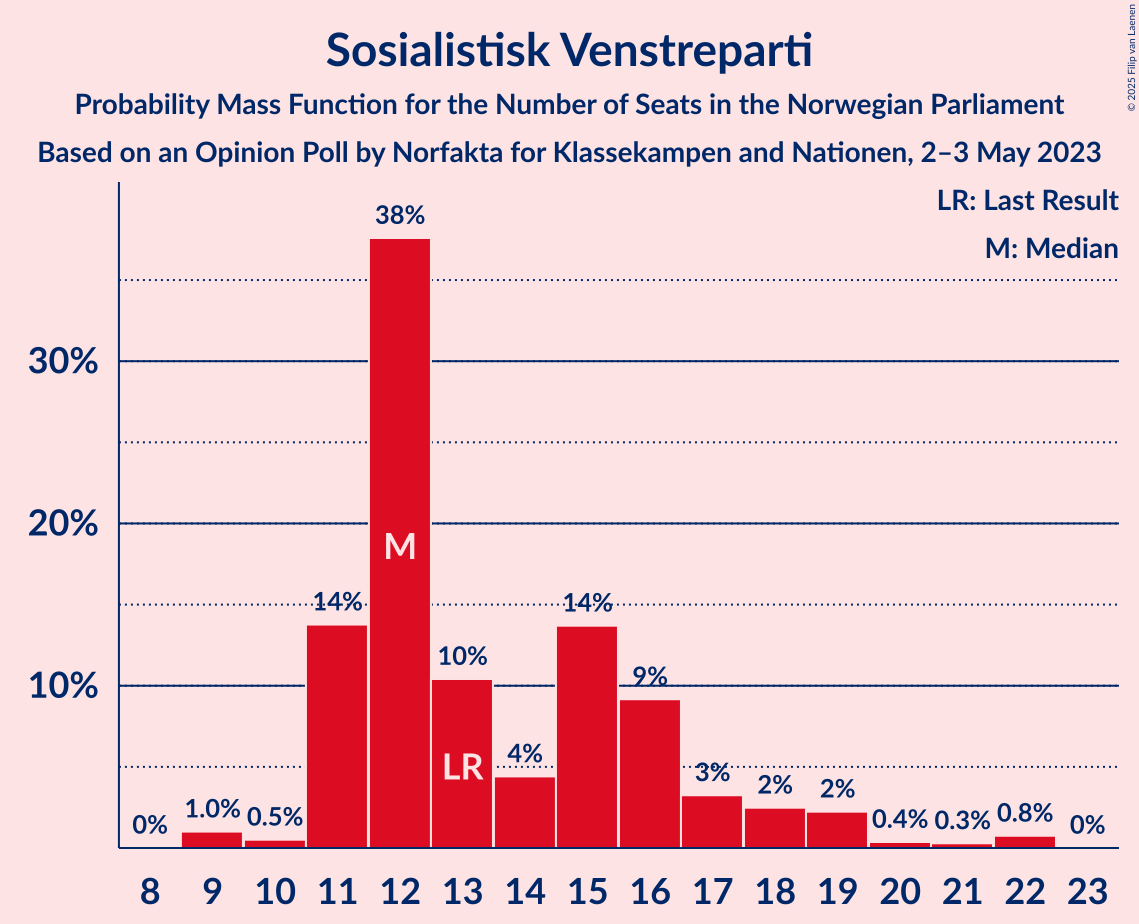 Sosialistisk Venstreparti
Probability Mass Function for the Number of Seats in the Norwegian Parliament
Based on an Opinion Poll by Norfakta for Klassekampen and Nationen, 2–3 May 2023
© 2025 Filip van Laenen
LR: Last Result
M: Median
38%
30%
20%
M
14%
14%
10%
9%
10%
LR
4%
3%
2%
2%
0%
1.0%
0.5%
0.4%
0.3%
0.8%
0%
8 9 10 11 12 13 14 15 16 17 18 19 20 21 22 23